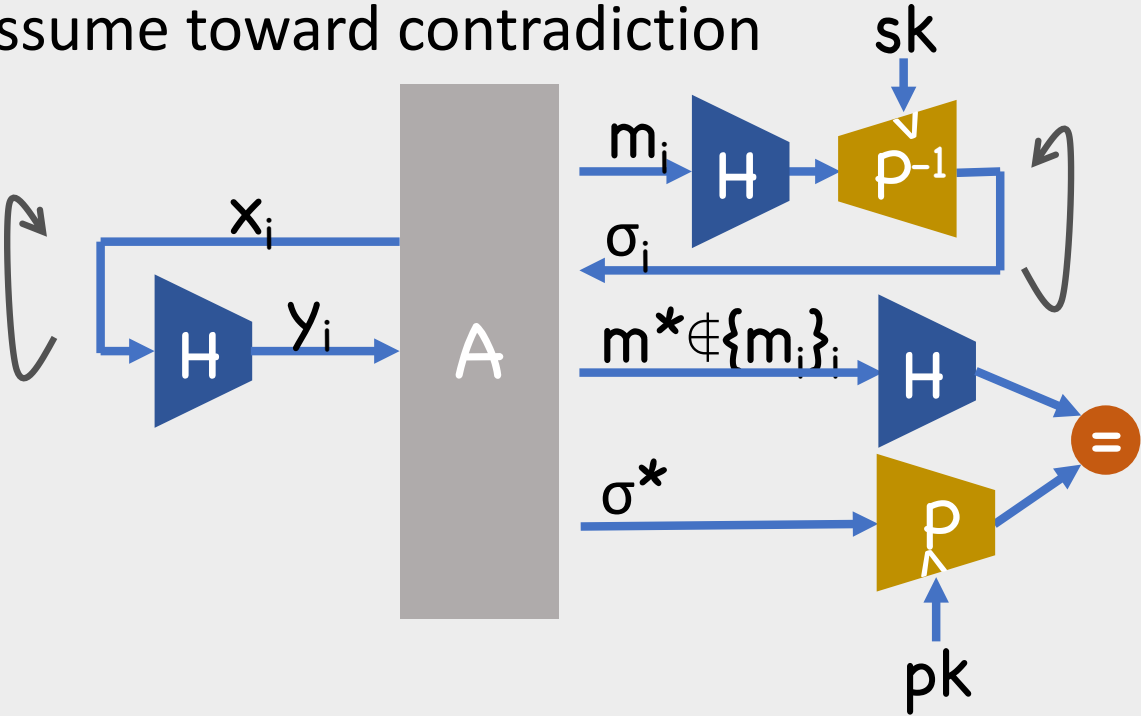 ssume toward contradiction
sk
mᵢ
H
P⁻¹
xᵢ
σᵢ
H
yᵢ
A
m*∉{mᵢ}ᵢ
H
=
σ*
P
pk